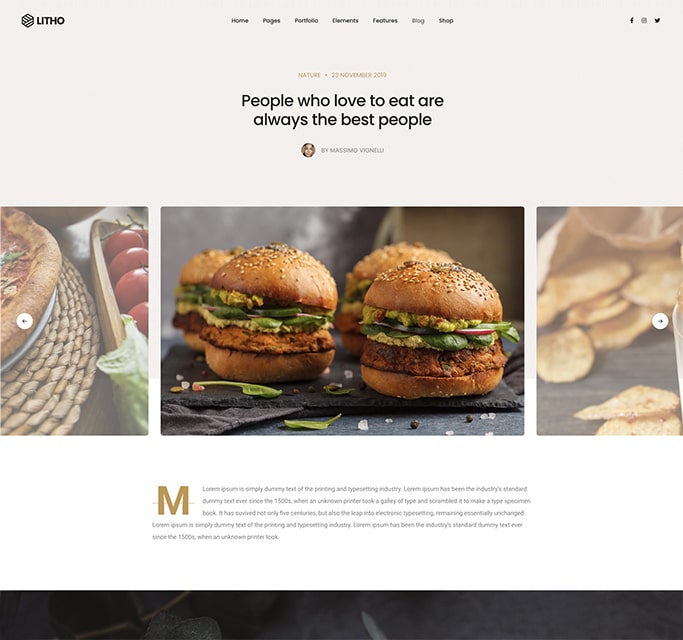 LITHO
Home Pages Portfolio Elements Features Blog Shop
NATURE • 23 NOVEMBER 2019
People who love to eat are
always the best people
BY MASSIMO VIGNELLI
M
Lorem ipsum is simply dummy text of the printing and typesetting industry. Lorem ipsum has been the industry's standard
dummy text ever since the 1500s, when an unknown printer took a galley of type and scrambled it to make a type specimen
book. It has suvived not only five centuries, but also the leap into electronic typesetting, remaining essentially unchanged.
Lorem ipsum is simply dummy text of the printing and typesetting industry. Lorem ipsum has been the industry's standard dummy text ever
since the 1500s, when an unknown printer took.